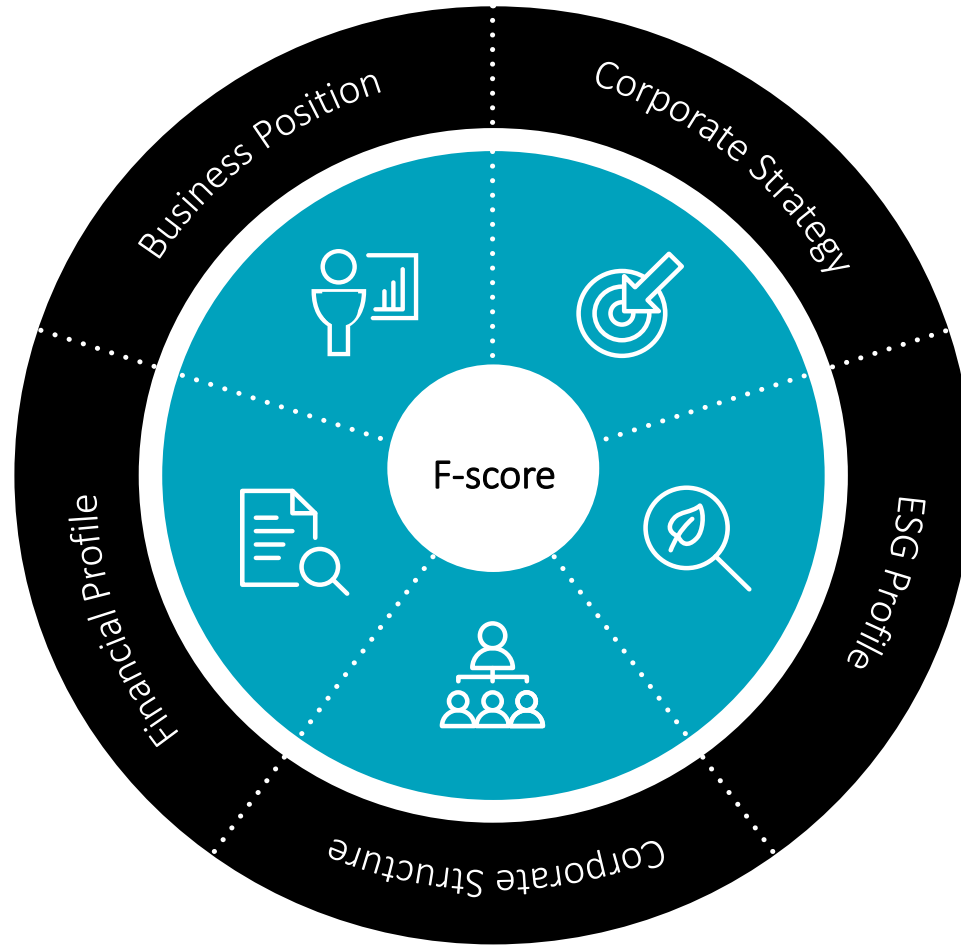 Business Position
Corporate Strategy
F-score
Financial Profile
ESG Profile
Corporate Structure